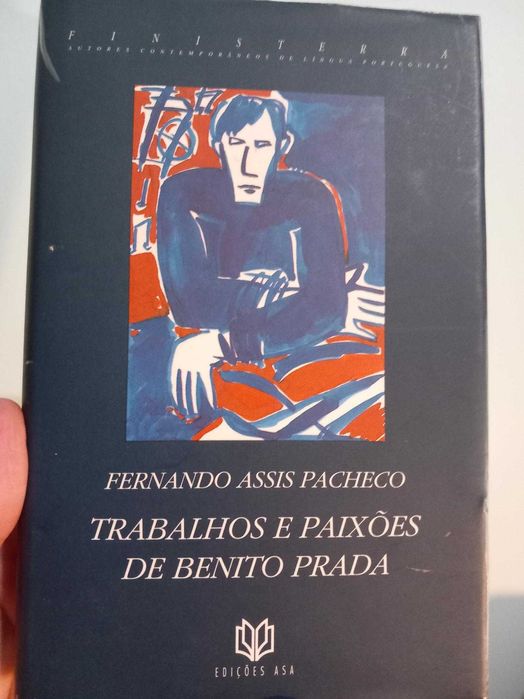 FINISTERRA
AUTORES CONTEMPORÂNEOS DE LÍNGUA PORTUGUESA
FERNANDO ASSIS PACHECO
TRABALHOS E PAIXÕES
DE BENITO PRADA
EDIÇÕES ASA